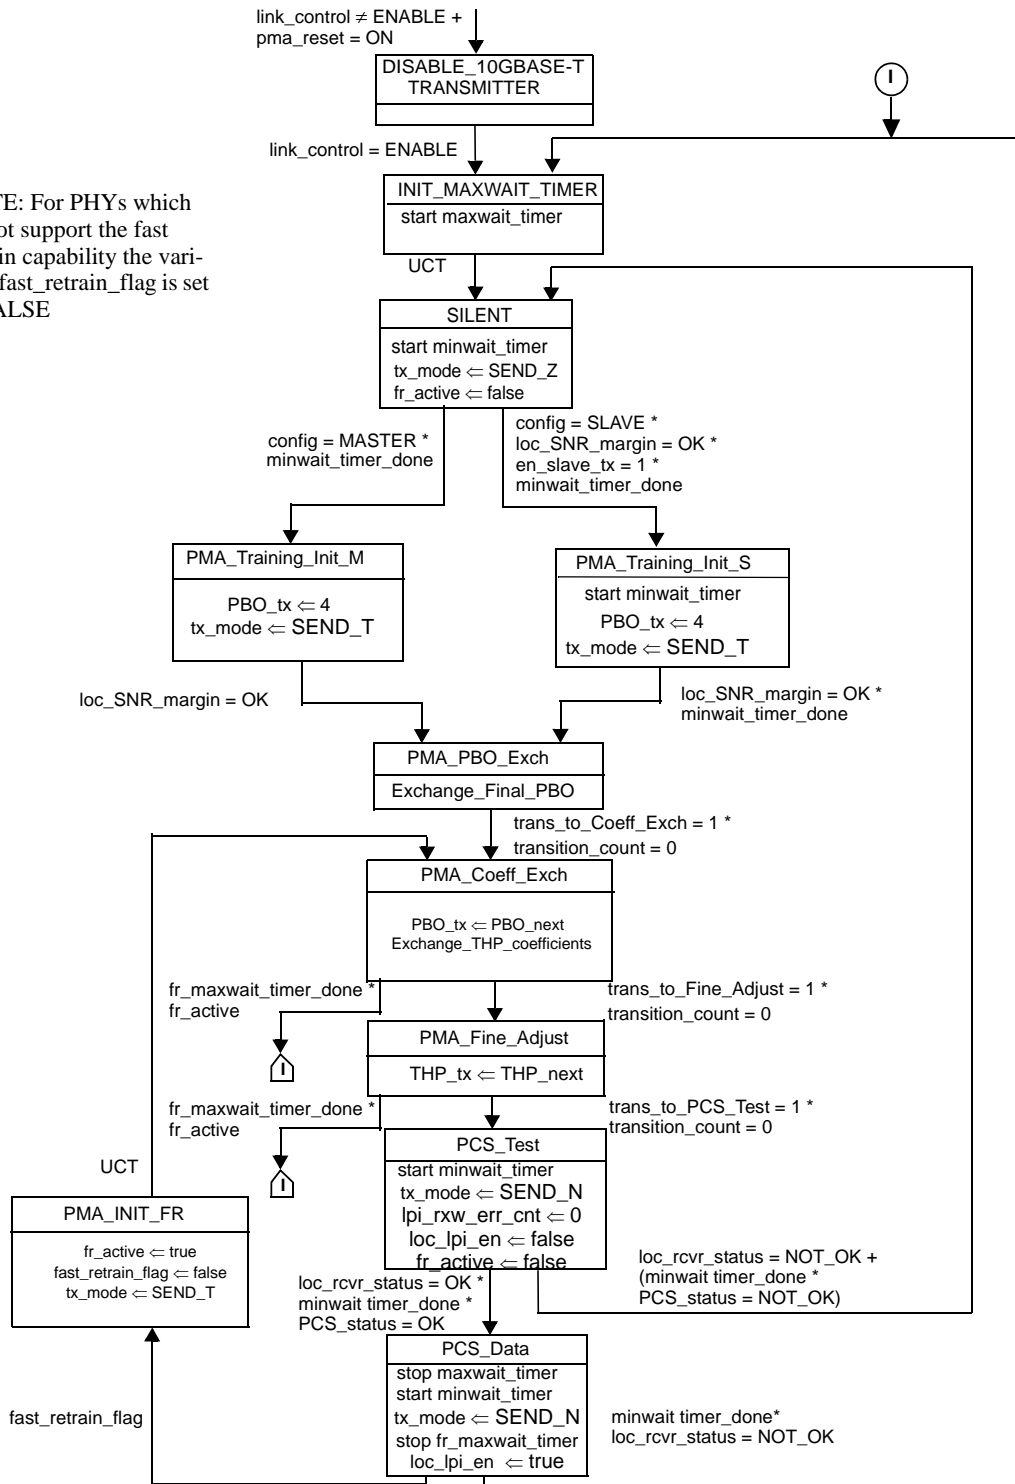 link_control ≠ ENABLE +
pma_reset = ON
DISABLE_10GBASE-T
TRANSMITTER
I
link_control = ENABLE
INIT_MAXWAIT_TIMER
start maxwait_timer
TE: For PHYs which
ot support the fast
in capability the vari-
fast_retrain_flag is set
ALSE
UCT
SILENT
start minwait_timer
tx_mode ⇐ SEND_Z
fr_active ⇐ false
config = MASTER *
minwait_timer_done
config = SLAVE *
loc_SNR_margin = OK *
en_slave_tx = 1 *
minwait_timer_done
PMA_Training_Init_M
PBO_tx ⇐ 4
tx_mode ⇐ SEND_T
PMA_Training_Init_S
start minwait_timer
PBO_tx ⇐ 4
tx_mode ⇐ SEND_T
loc_SNR_margin = OK
loc_SNR_margin = OK *
minwait_timer_done
PMA_PBO_Exch
Exchange_Final_PBO
trans_to_Coeff_Exch = 1 *
transition_count = 0
PMA_Coeff_Exch
PBO_tx ⇐ PBO_next
Exchange_THP_coefficients
fr_maxwait_timer_done *
fr_active
I
trans_to_Fine_Adjust = 1 *
transition_count = 0
PMA_Fine_Adjust
THP_tx ⇐ THP_next
fr_maxwait_timer_done *
fr_active
I
trans_to_PCS_Test = 1 *
transition_count = 0
PCS_Test
start minwait_timer
tx_mode ⇐ SEND_N
lpi_rxw_err_cnt ⇐ 0
loc_lpi_en ⇐ false
fr_active ⇐ false
UCT
PMA_INIT_FR
fr_active ⇐ true
fast_retrain_flag ⇐ false
tx_mode ⇐ SEND_T
loc_rcvr_status = OK *
minwait timer_done *
PCS_status = OK
loc_rcvr_status = NOT_OK +
(minwait timer_done *
PCS_status = NOT_OK)
PCS_Data
stop maxwait_timer
start minwait_timer
tx_mode ⇐ SEND_N
stop fr_maxwait_timer
loc_lpi_en ⇐ true
fast_retrain_flag
minwait timer_done*
loc_rcvr_status = NOT_OK